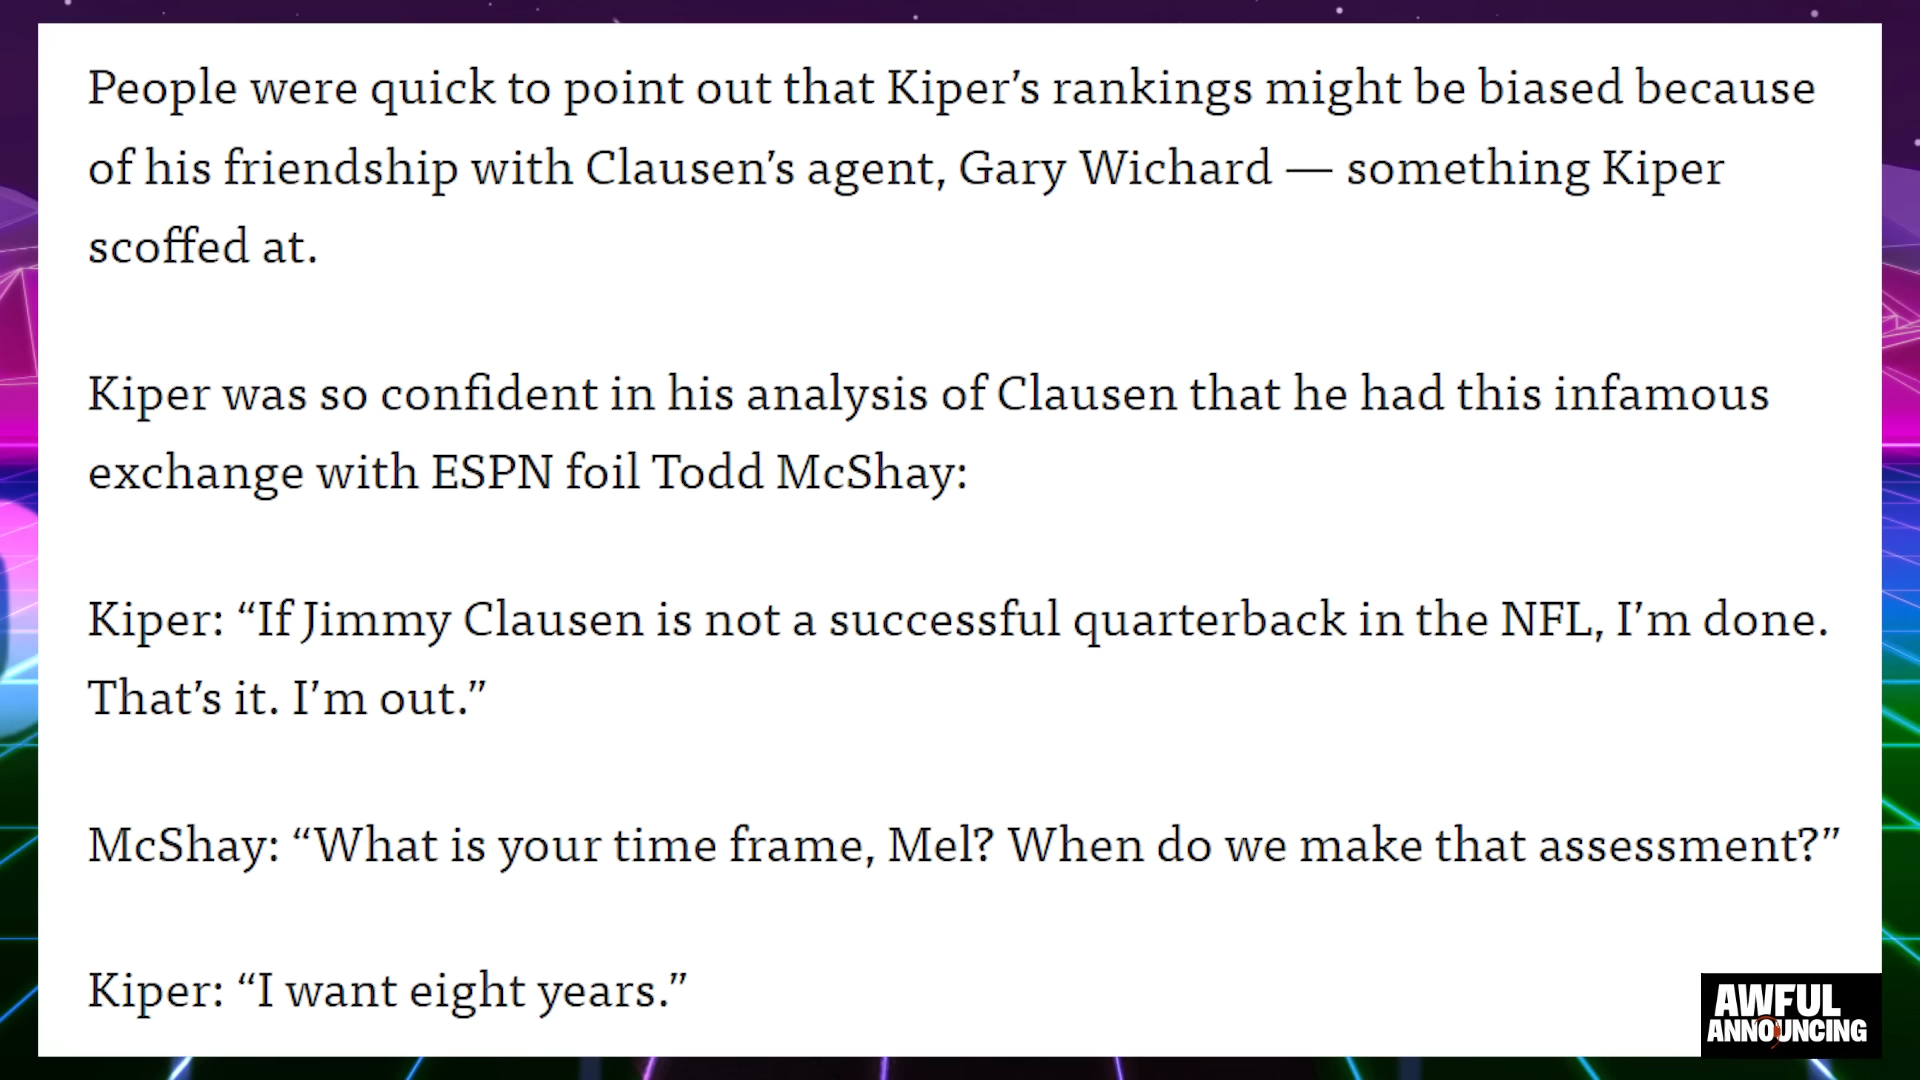 People were quick to point out that Kiper’s rankings might be biased because
of his friendship with Clausen’s agent, Gary Wichard — something Kiper
scoffed at.
Kiper was so confident in his analysis of Clausen that he had this infamous
exchange with ESPN foil Todd McShay:
Kiper: “If Jimmy Clausen is not a successful quarterback in the NFL, I’m done.
That’s it. I’m out.”
McShay: “What is your time frame, Mel? When do we make that assessment?”
Kiper: “I want eight years.”
AWFUL
ANNOUNCING